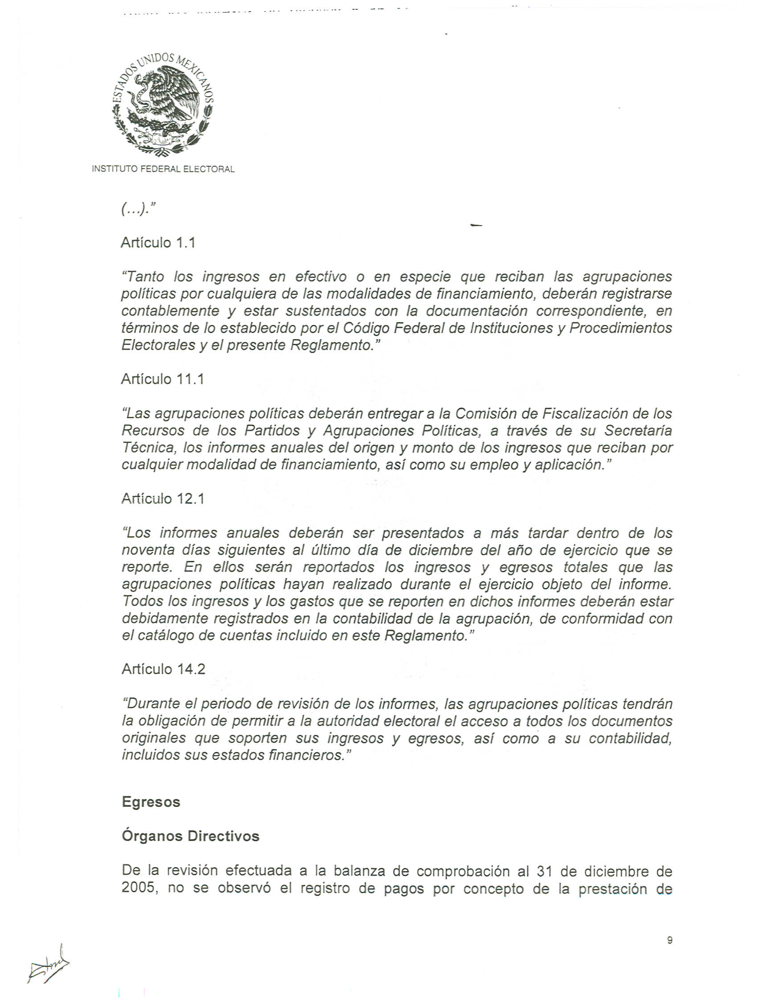 ESTADOS UNIDOS MEXICANOS
INSTITUTO FEDERAL ELECTORAL
(...).”
Artículo 1.1
“Tanto los ingresos en efectivo o en especie que reciban las agrupaciones
políticas por cualquiera de las modalidades de financiamiento, deberán registrarse
contablemente y estar sustentados con la documentación correspondiente, en
términos de lo establecido por el Código Federal de Instituciones y Procedimientos
Electorales y el presente Reglamento.”
Artículo 11.1
“Las agrupaciones políticas deberán entregar a la Comisión de Fiscalización de los
Recursos de los Partidos y Agrupaciones Políticas, a través de su Secretaría
Técnica, los informes anuales del origen y monto de los ingresos que reciban por
cualquier modalidad de financiamiento, así como su empleo y aplicación.”
Artículo 12.1
“Los informes anuales deberán ser presentados a más tardar dentro de los
noventa días siguientes al último día de diciembre del año de ejercicio que se
reporte. En ellos serán reportados los ingresos y egresos totales que las
agrupaciones políticas hayan realizado durante el ejercicio objeto del informe.
Todos los ingresos y los gastos que se reporten en dichos informes deberán estar
debidamente registrados en la contabilidad de la agrupación, de conformidad con
el catálogo de cuentas incluido en este Reglamento.”
Artículo 14.2
“Durante el periodo de revisión de los informes, las agrupaciones políticas tendrán
la obligación de permitir a la autoridad electoral el acceso a todos los documentos
originales que soporten sus ingresos y egresos, así como a su contabilidad,
incluidos sus estados financieros.”
Egresos
Órganos Directivos
De la revisión efectuada a la balanza de comprobación al 31 de diciembre de
2005, no se observó el registro de pagos por concepto de la prestación de
9